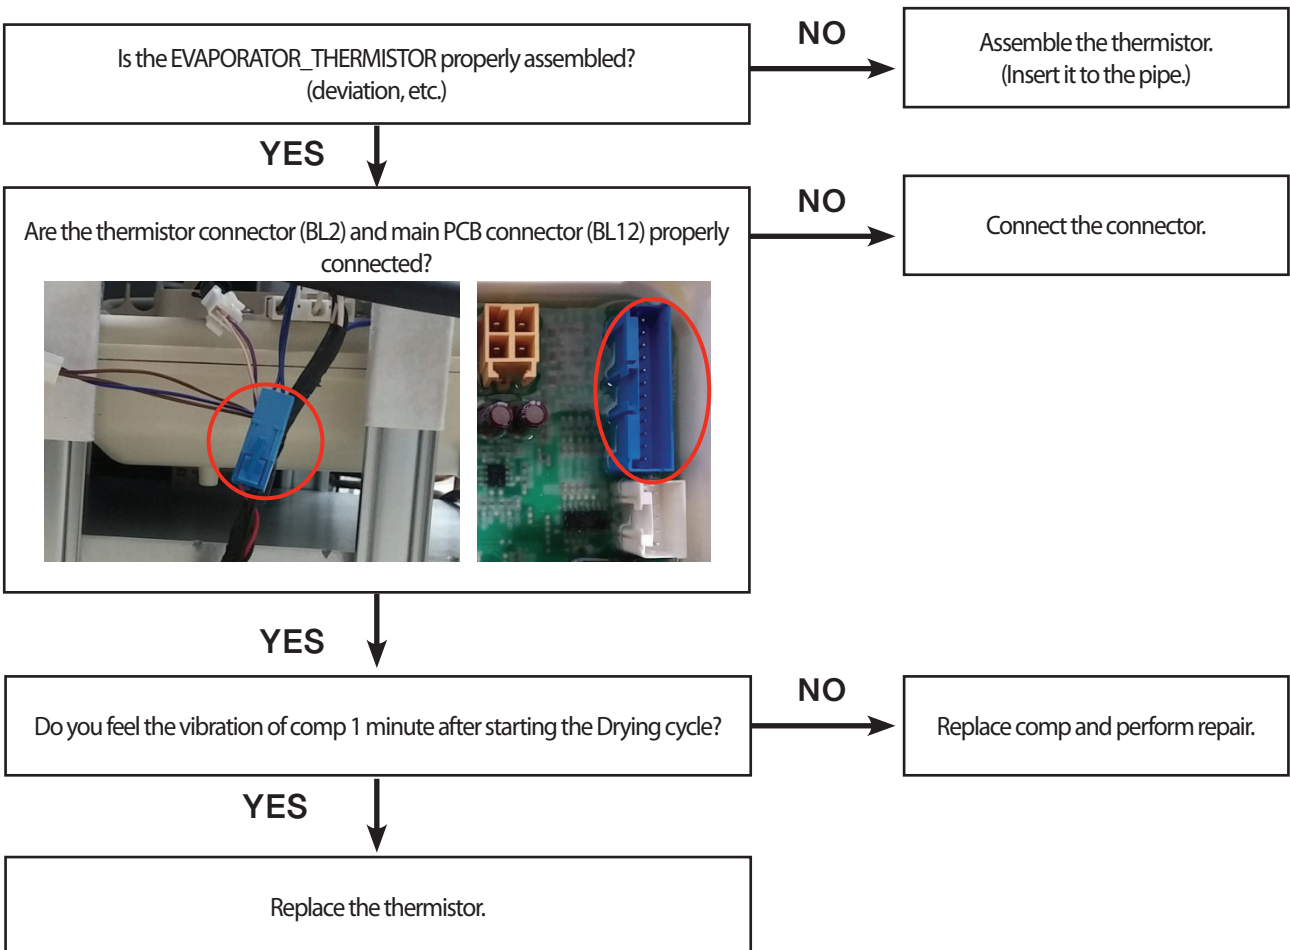 Is the EVAPORATOR_THERMISTOR properly assembled?
(deviation, etc.)
NO
Assemble the thermistor.
(Insert it to the pipe.)
YES
Are the thermistor connector (BL2) and main PCB connector (BL12) properly
connected?
NO
Connect the connector.
YES
Do you feel the vibration of comp 1 minute after starting the Drying cycle?
NO
Replace comp and perform repair.
YES
Replace the thermistor.